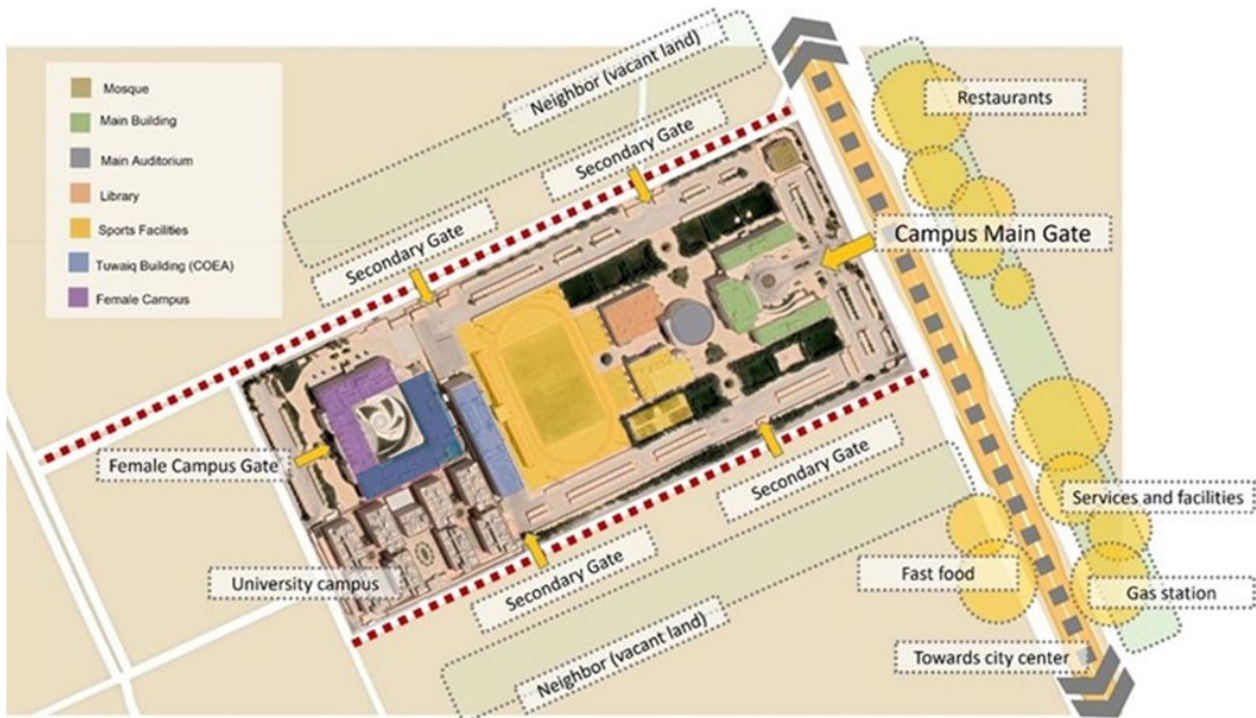 Mosque
Main Building
Main Auditorium
Library
Sports Facilities
Tuwaiq Building (COEA)
Female Campus
Neighbor (vacant land)
Restaurants
Secondary Gate
Secondary Gate
Campus Main Gate
Female Campus Gate
Secondary Gate
Services and facilities
University campus
Secondary Gate
Fast food
Gas station
Neighbor (vacant land)
Towards city center